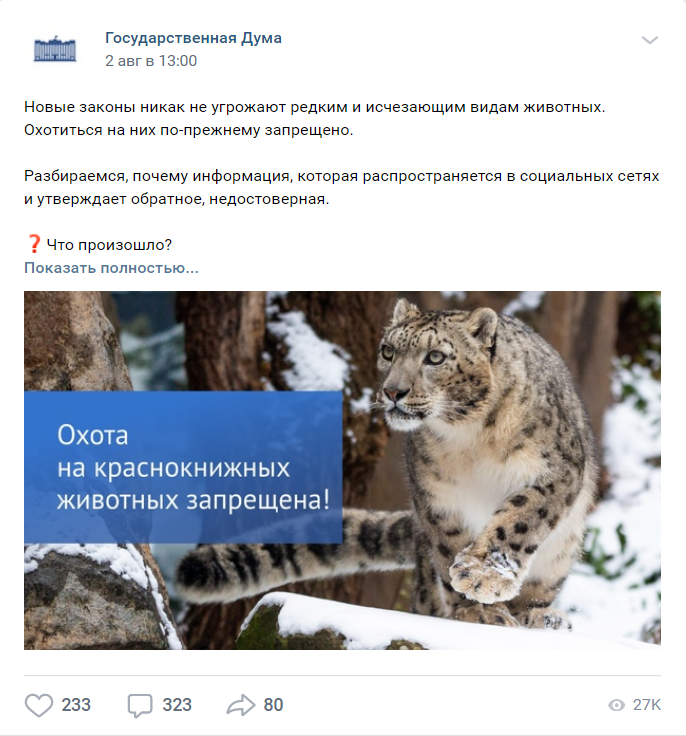 Государственная Дума
2 авг в 13:00
Новые законы никак не угрожают редким и исчезающим видам животных.
Охотиться на них по-прежнему запрещено.
Разбираемся, почему информация, которая распространяется в социальных сетях
и утверждает обратное, недостоверная.
❓Что произошло?
Показать полностью...
Охота
на краснокнижных
животных запрещена!
233
323
80
27K